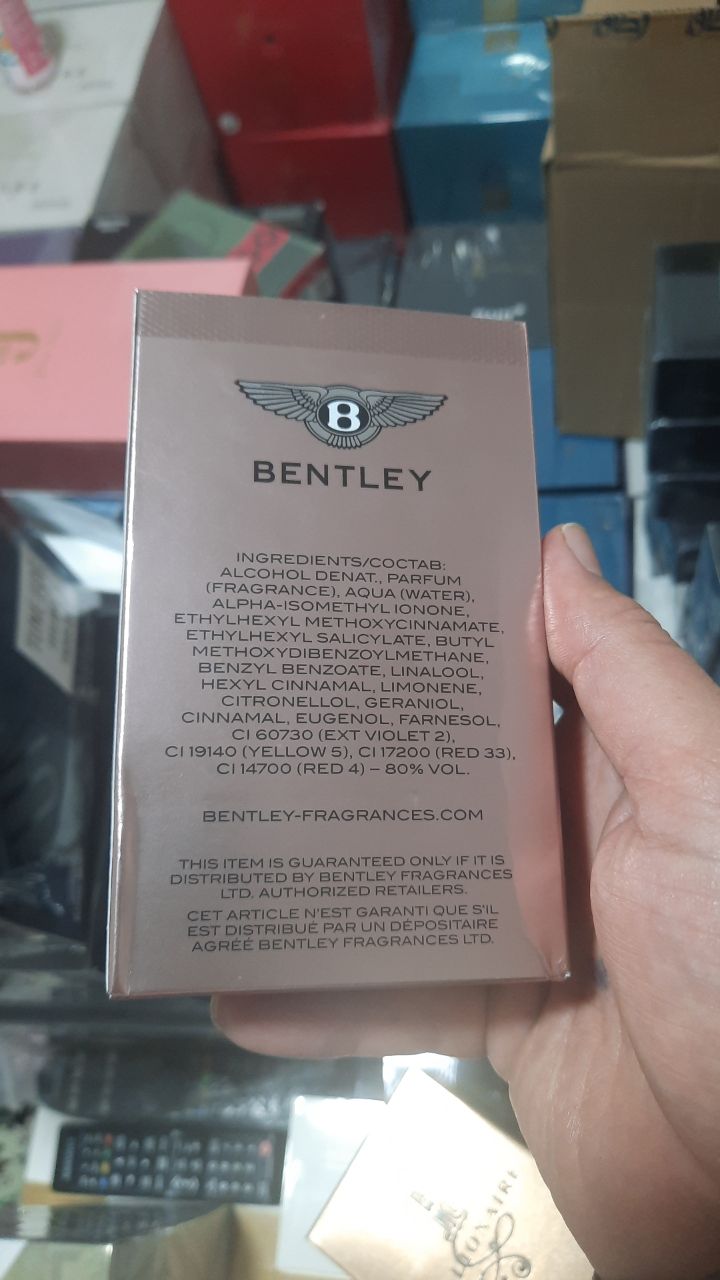 B
BENTLEY
INGREDIENTS/СОСТАВ:
ALCOHOL DENAT., PARFUM
(FRAGRANCE), AQUA (WATER),
ALPHA-ISOMETHYL IONONE,
ETHYLHEXYL METHOXYCINNAMATE,
ETHYLHEXYL SALICYLATE, BUTYL
METHOXYDIBENZOYLMETHANE,
BENZYL BENZOATE, LINALOOL,
HEXYL CINNAMAL, LIMONENE,
CITRONELLOL, GERANIOL,
CINNAMAL, EUGENOL, FARNESOL,
CI 60730 (EXT VIOLET 2),
CI 19140 (YELLOW 5), CI 17200 (RED 33),
CI 14700 (RED 4) – 80% VOL.
BENTLEY-FRAGRANCES.COM
THIS ITEM IS GUARANTEED ONLY IF IT IS
DISTRIBUTED BY BENTLEY FRAGRANCES
LTD. AUTHORIZED RETAILERS.
CET ARTICLE N'EST GARANTI QUE S'IL
EST DISTRIBUÉ PAR UN DÉPOSITAIRE
AGRÉÉ BENTLEY FRAGRANCES LTD.